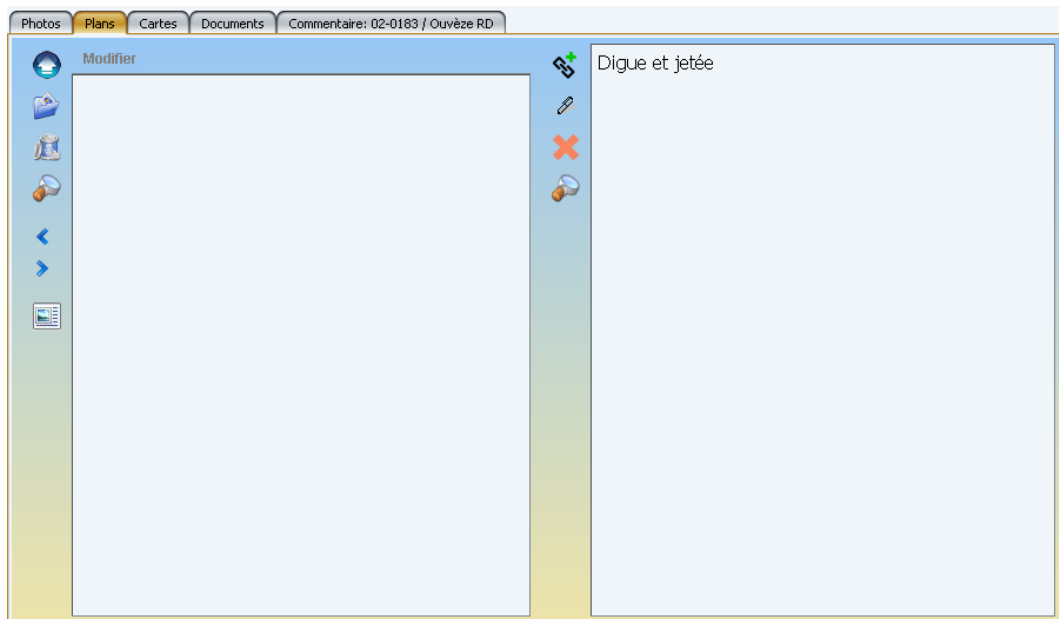 Photos Plans Cartes Documents Commentaire: 02-0183 / Ouvèze RD
Modifier
Digue et jetée